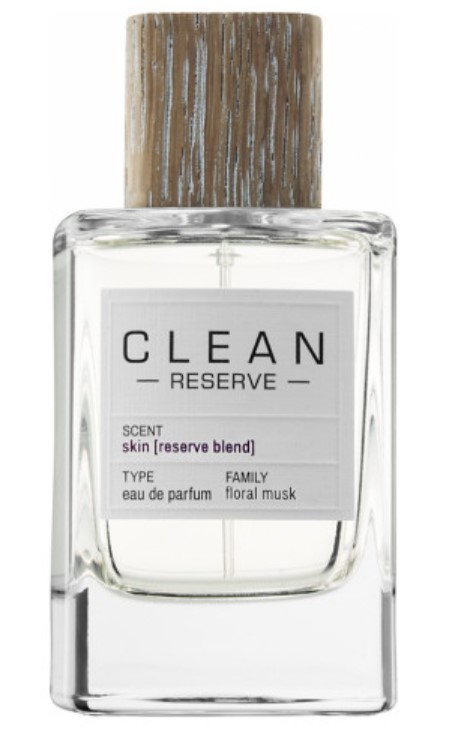 CLEAN
— RESERVE —
SCENT
skin [reserve blend]
TYPE FAMILY
eau de parfum floral musk